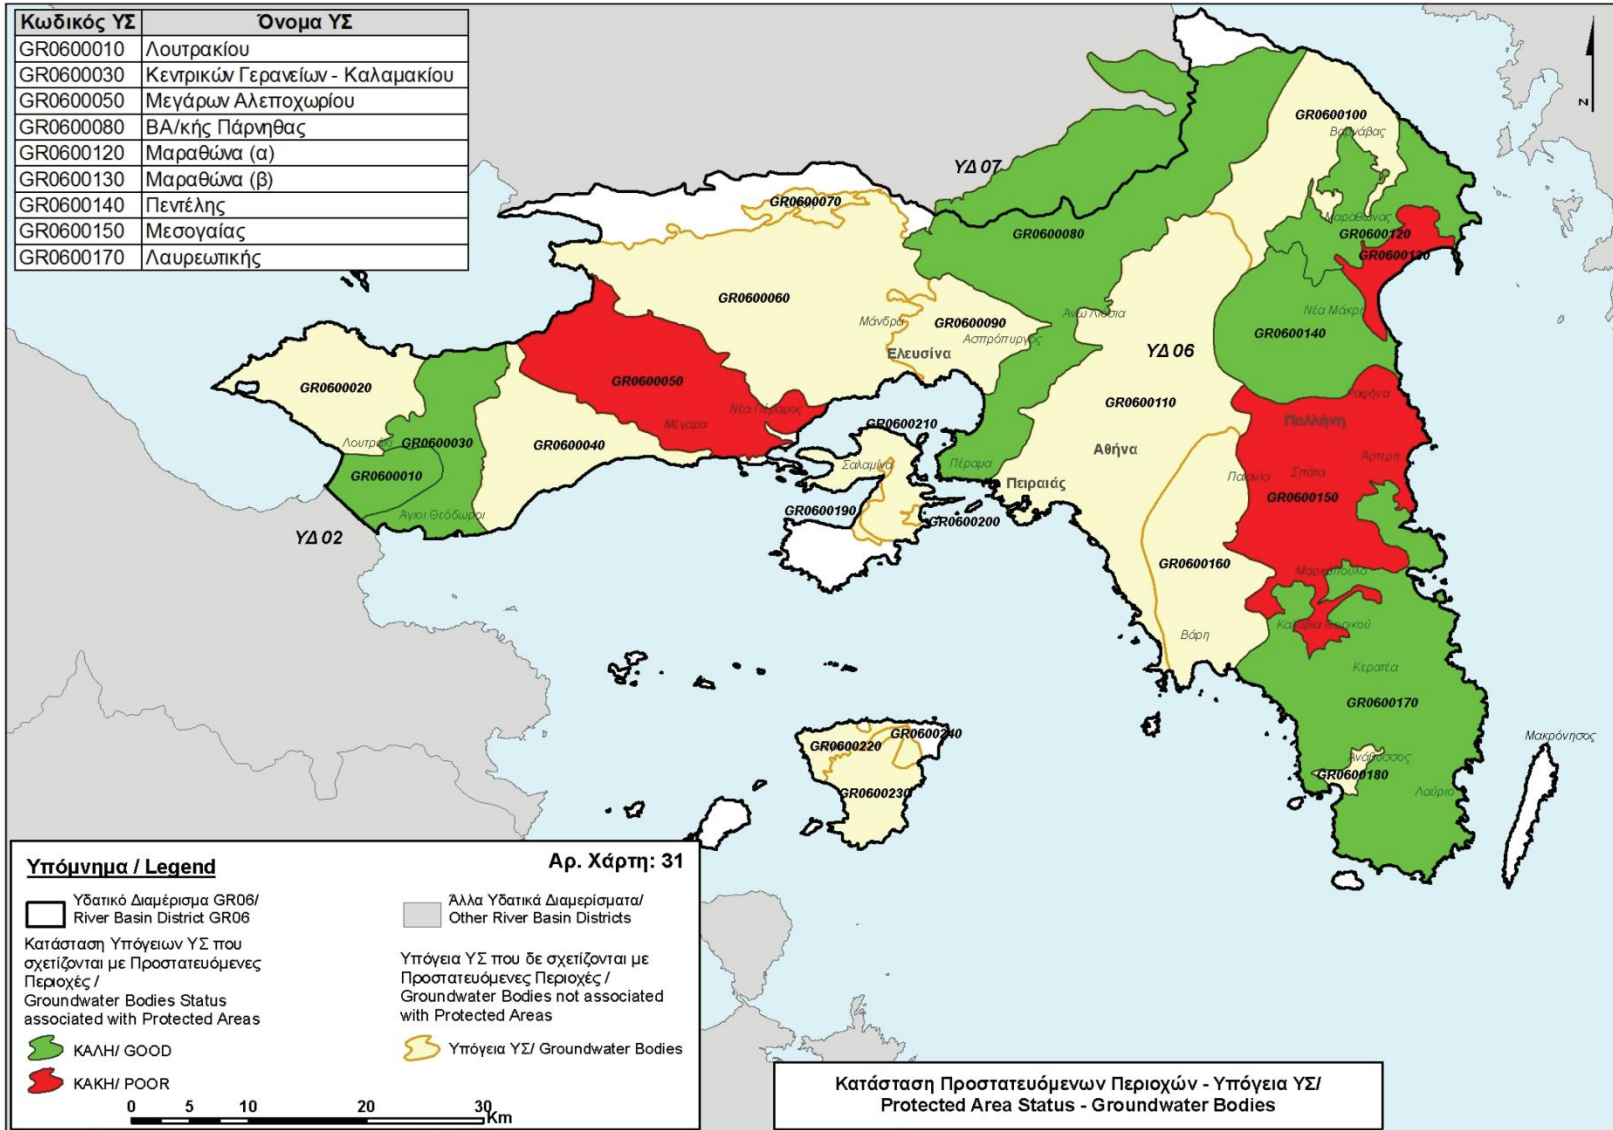 Κωδικός ΥΣ Όνομα ΥΣ
GR0600010 Λουτρακίου
GR0600030 Κεντρικών Γερανείων - Καλαμακίου
GR0600050 Μεγάρων Αλεποχωρίου
GR0600080 ΒΑ/κής Πάρνηθας
GR0600120 Μαραθώνα (α)
GR0600130 Μαραθώνα (β)
GR0600140 Πεντέλης
GR0600150 Μεσογαίας
GR0600170 Λαυρεωτικής
N
GR0600100
Βαρνάβας
ΥΔ 07
GR0600070
Μαραθώνας
GR0600080
GR0600120
GR0600130
GR0600060
Μάνδρα
GR0600090
Άνω Λιόσια
Νέα Μάκρη
Ασπρόπυργος
GR0600140
Ελευσίνα
ΥΔ 06
GR0600020
GR0600050
Ραφήνα
GR0600110
Νέα Πέραμος
Μέγαρα
GR0600210
Παλλήνη
Λουτράκι
GR0600030
GR0600040
Αθήνα
Άρτεμη
Σαλαμίνα
Πέραμα
GR0600010
Παιανία
Σπάτα
Πειραιάς
GR0600150
Άγιοι Θεόδωροι
GR0600190
GR0600200
ΥΔ 02
GR0600160
Μαρκόπουλο
Βάρη
Καλύβια Θορικού
Κερατέα
GR0600170
GR0600240
GR0600220
Μακρόνησος
Ανάβυσσος
GR0600180
GR0600230
Λαύριο
Υπόμνημα / Legend
Αρ. Χάρτη: 31
Υδατικό Διαμέρισμα GR06/
River Basin District GR06
Άλλα Υδατικά Διαμερίσματα/
Other River Basin Districts
Κατάσταση Υπόγειων ΥΣ που
σχετίζονται με Προστατευόμενες
Περιοχές /
Groundwater Bodies Status
associated with Protected Areas
Υπόγεια ΥΣ που δε σχετίζονται με
Προστατευόμενες Περιοχές /
Groundwater Bodies not associated
with Protected Areas
ΚΑΛΗ/ GOOD
Υπόγεια ΥΣ/ Groundwater Bodies
ΚΑΚΗ/ POOR
0 5 10 20 30 Km
Κατάσταση Προστατευόμενων Περιοχών - Υπόγεια ΥΣ/
Protected Area Status - Groundwater Bodies